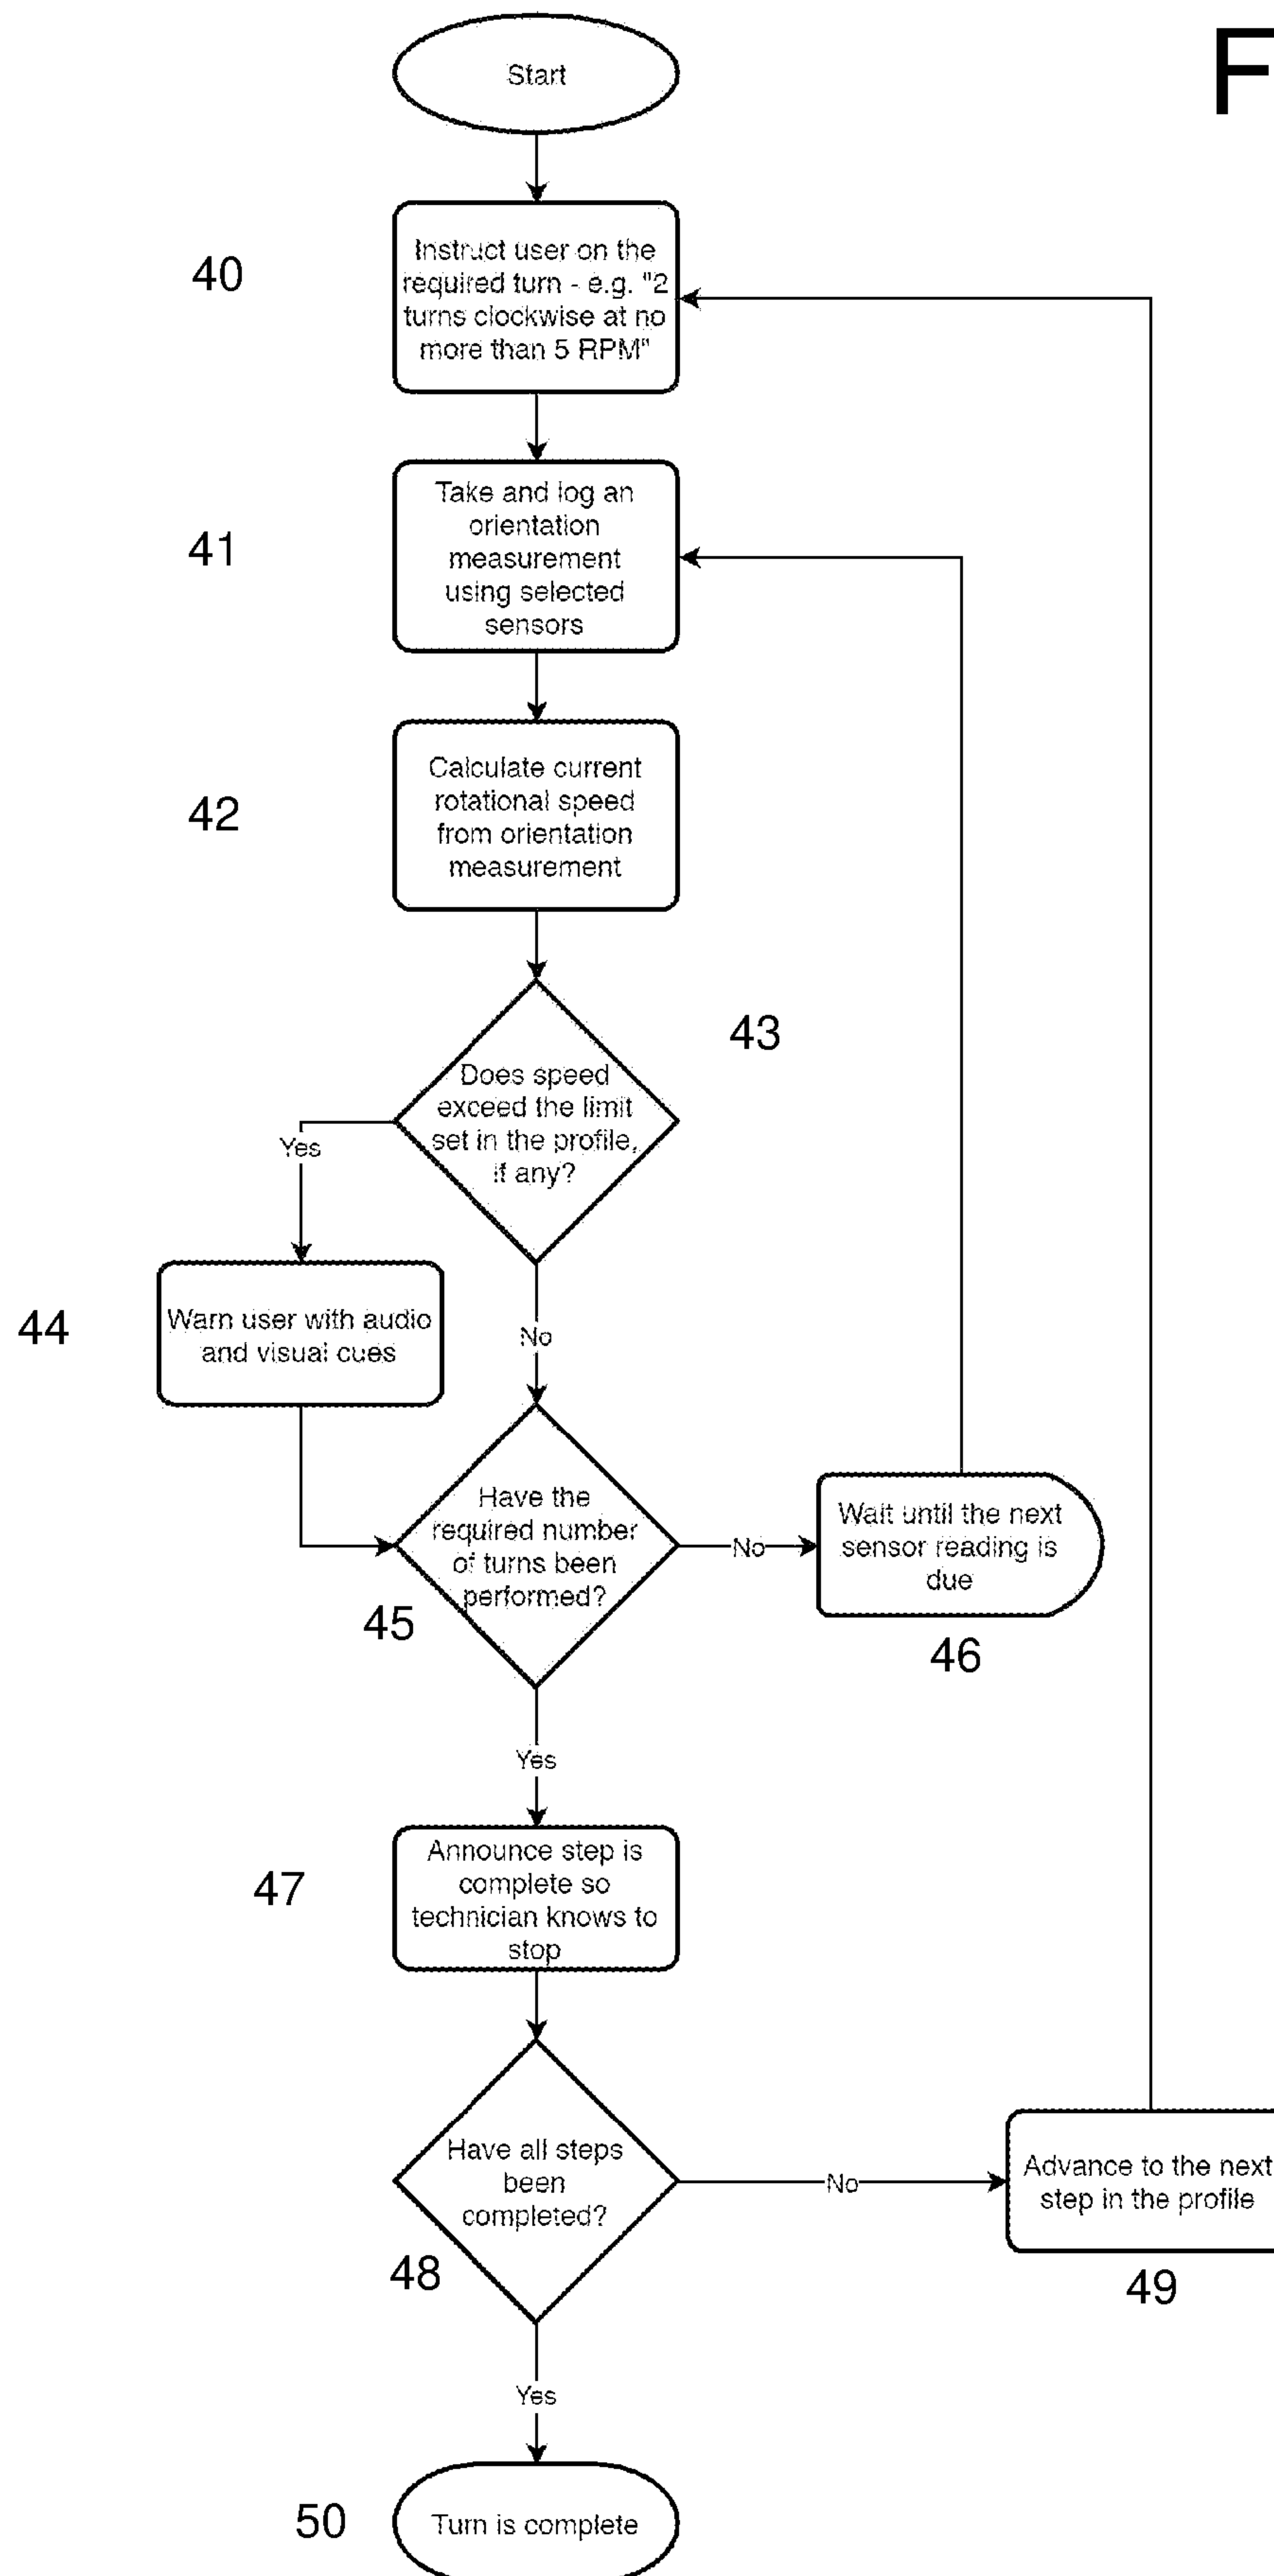 F
Start
40
Instruct user on the
required turn - e.g. "2
turns clockwise at no
more than 5 RPM"
41
Take and log an
orientation
measurement
using selected
sensors
42
Calculate current
rotational speed
from orientation
measurement
43
Does speed
exceed the limit
set in the profile,
if any?
Yes
44
Warn user with audio
and visual cues
No
Have the
required number
of turns been
performed?
45
No
Wait until the next
sensor reading is
due
46
Yes
47
Announce step is
complete so
technician knows to
stop
Have all steps
been
completed?
48
No
Advance to the next
step in the profile
49
Yes
50
Turn is complete